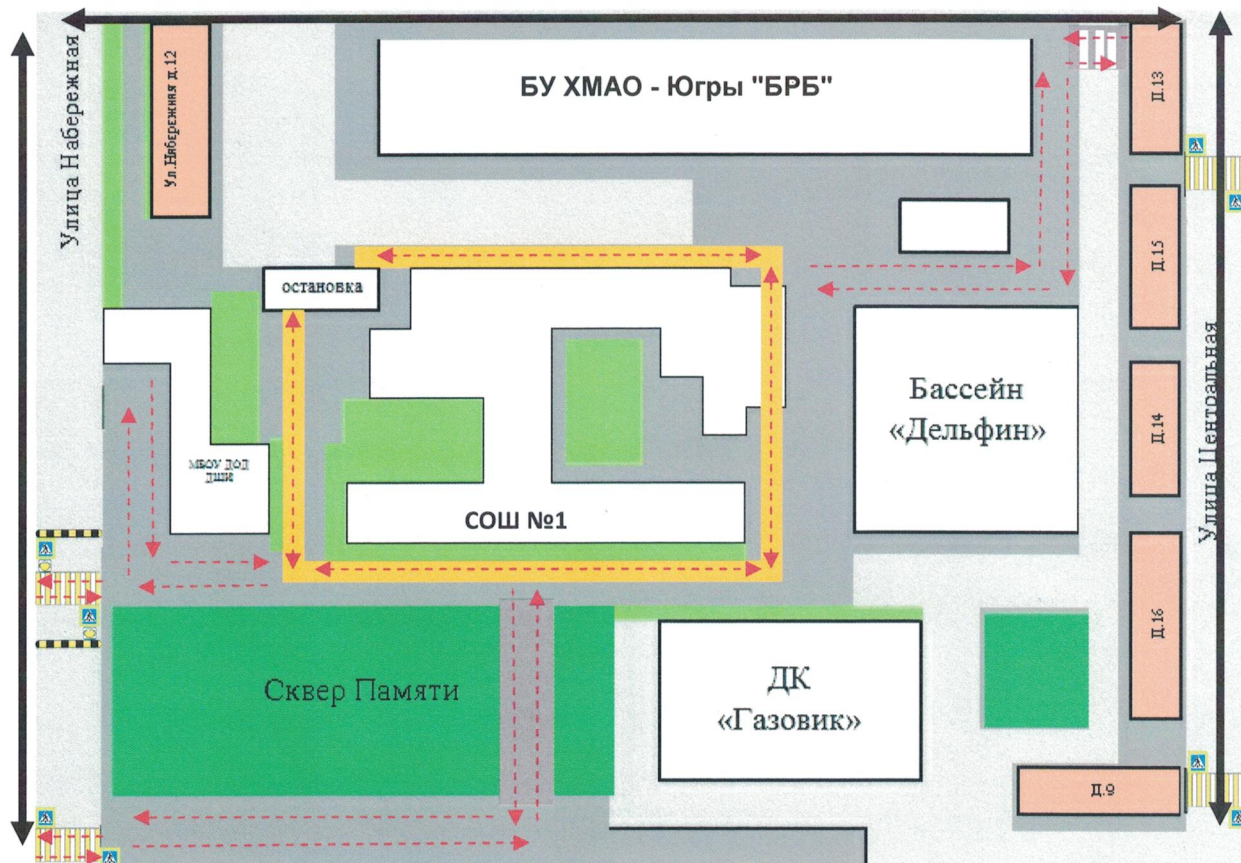 Улица Набережная
Ул.Нябережная д.12
БУ ХМАО - Югры "БРБ"
Д.13
Д.15
остановка
Бассейн
«Дельфин»
Д.14
Улица Центральная
МБОУ ДОД
ДШИ
СОШ №1
Д.16
Сквер Памяти
ДК
«Газовик»
Д.9